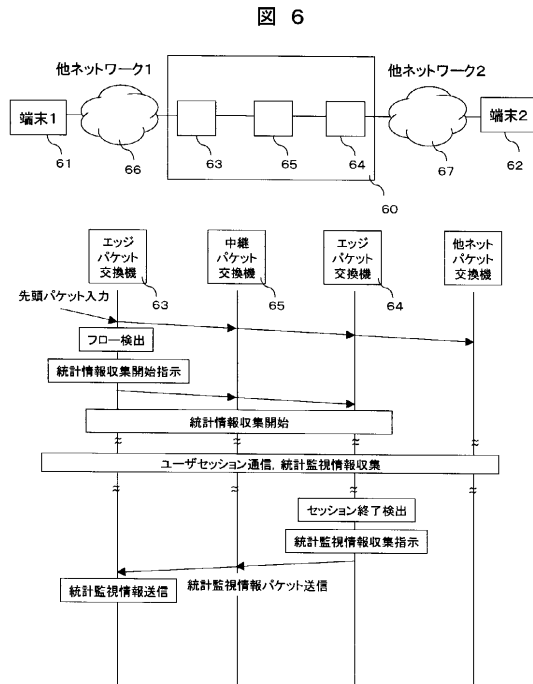 図 6
他ネットワーク1
他ネットワーク2
端末1
端末2
61
66
63
65
64
67
62
60
エッジ
パケット
交換機
中継
パケット
交換機
エッジ
パケット
交換機
他ネット
パケット
交換機
63
65
64
先頭パケット入力
フロー検出
統計情報収集開始指示
統計情報収集開始
ユーザセッション通信, 統計監視情報収集
セッション終了検出
統計監視情報収集指示
統計監視情報パケット送信
統計監視情報送信